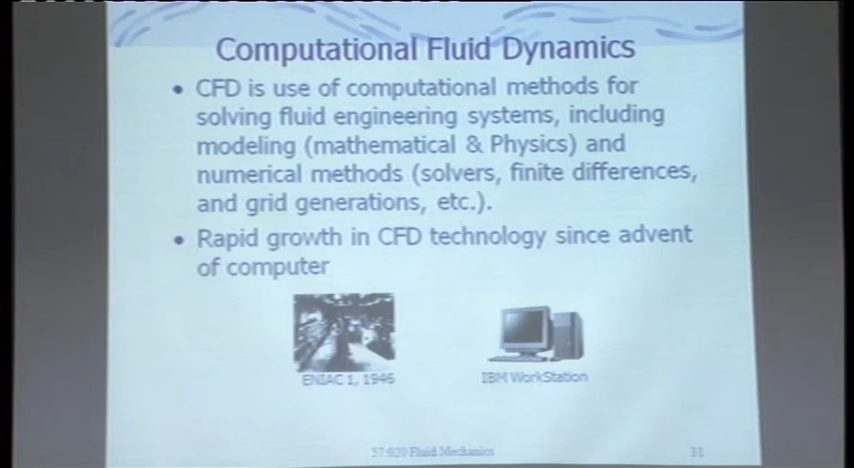 Computational Fluid Dynamics
• CFD is use of computational methods for
solving fluid engineering systems, including
modeling (mathematical & Physics) and
numerical methods (solvers, finite differences,
and grid generations, etc.).
• Rapid growth in CFD technology since advent
of computer
ENIAC 1, 1946
IBM WorkStation
57:020 Fluid Mechanics
31